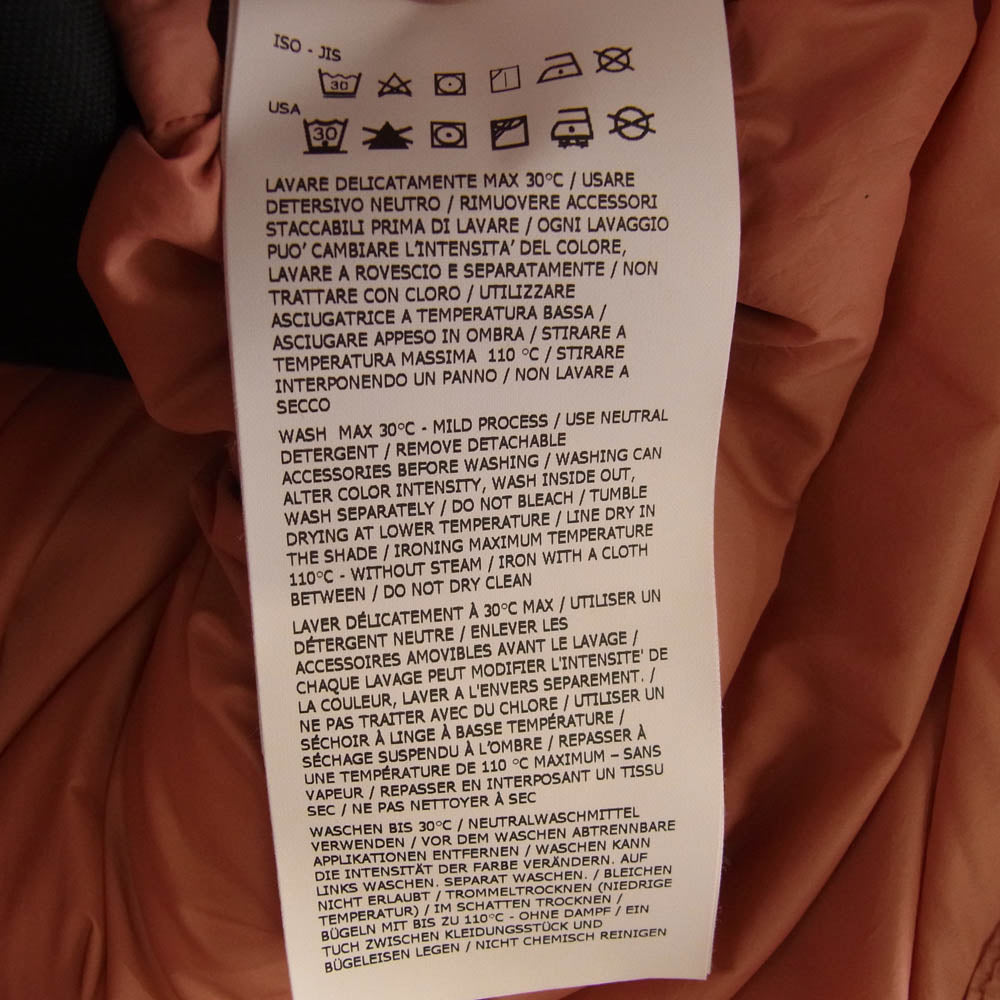 ISO - JIS
30
USA
30
LAVARE DELICATAMENTE MAX 30°C / USARE
DETERSIVO NEUTRO / RIMUOVERE ACCESSORI
STACCABILI PRIMA DI LAVARE / OGNI LAVAGGIO
PUO' CAMBIARE L'INTENSITA' DEL COLORE,
LAVARE A ROVESCIO E SEPARATAMENTE / NON
TRATTARE CON CLORO / UTILIZZARE
ASCIUGATRICE A TEMPERATURA BASSA /
ASCIUGARE APPESO IN OMBRA / STIRARE A
TEMPERATURA MASSIMA 110 °C / STIRARE
INTERPONENDO UN PANNO / NON LAVARE A
SECCO
WASH MAX 30°C - MILD PROCESS / USE NEUTRAL
DETERGENT / REMOVE DETACHABLE
ACCESSORIES BEFORE WASHING / WASHING CAN
ALTER COLOR INTENSITY, WASH INSIDE OUT,
WASH SEPARATELY / DO NOT BLEACH / TUMBLE
DRYING AT LOWER TEMPERATURE / LINE DRY IN
THE SHADE / IRONING MAXIMUM TEMPERATURE
110°C - WITHOUT STEAM / IRON WITH A CLOTH
BETWEEN / DO NOT DRY CLEAN
LAVER DÉLICATEMENT À 30°C MAX / UTILISER UN
DÉTERGENT NEUTRE / ENLEVER LES
ACCESSOIRES AMOVIBLES AVANT LE LAVAGE /
CHAQUE LAVAGE PEUT MODIFIER L'INTENSITE' DE
LA COULEUR, LAVER A L'ENVERS SEPAREMENT. /
NE PAS TRAITER AVEC DU CHLORE / UTILISER UN
SÉCHOIR À LINGE À BASSE TEMPÉRATURE /
SÉCHAGE SUSPENDU À L'OMBRE / REPASSER À
UNE TEMPÉRATURE DE 110 °C MAXIMUM – SANS
VAPEUR / REPASSER EN INTERPOSANT UN TISSU
SEC / NE PAS NETTOYER À SEC
WASCHEN BIS 30°C / NEUTRALWASCHMITTEL
VERWENDEN / VOR DEM WASCHEN ABTRENNBARE
APPLIKATIONEN ENTFERNEN / WASCHEN KANN
DIE INTENSITÄT DER FARBE VERÄNDERN. AUF
LINKS WASCHEN. SEPARAT WASCHEN. / BLEICHEN
NICHT ERLAUBT / TROMMELTROCKNEN (NIEDRIGE
TEMPERATUR) / IM SCHATTEN TROCKNEN /
BÜGELN MIT BIS ZU 110°C - OHNE DAMPF / EIN
TUCH ZWISCHEN KLEIDUNGSSTÜCK UND
BÜGELEISEN LEGEN / NICHT CHEMISCH REINIGEN